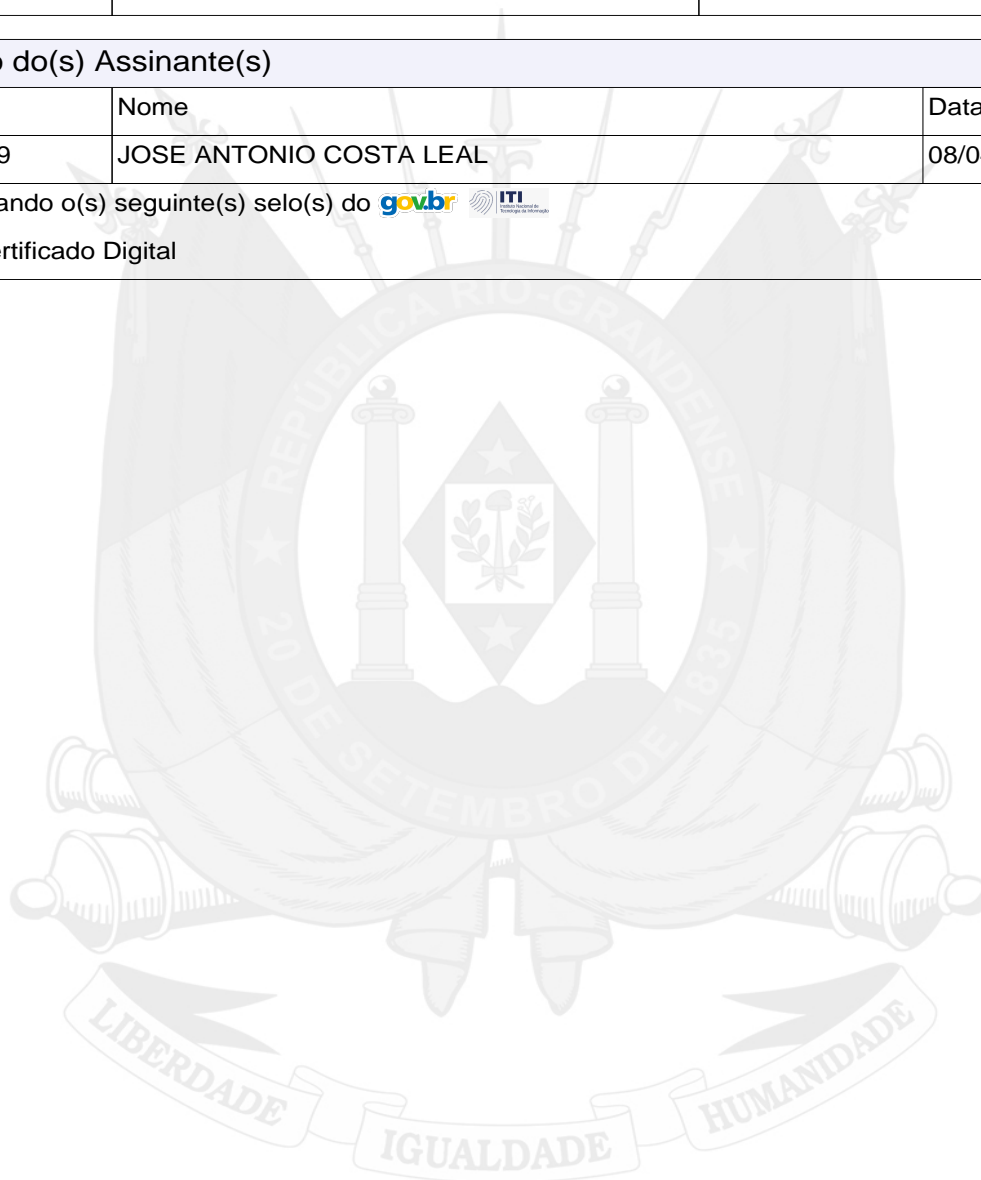 o do(s) Assinante(s)
Nome Data
9 JOSE ANTONIO COSTA LEAL 08/0
ando o(s) seguinte(s) selo(s) do gov.br ITI
rtificado Digital
REPÚBLICA RIO-GRANDENSE
20 DE SETEMBRO DE 1835
LIBERDADE IGUALDADE HUMANIDADE